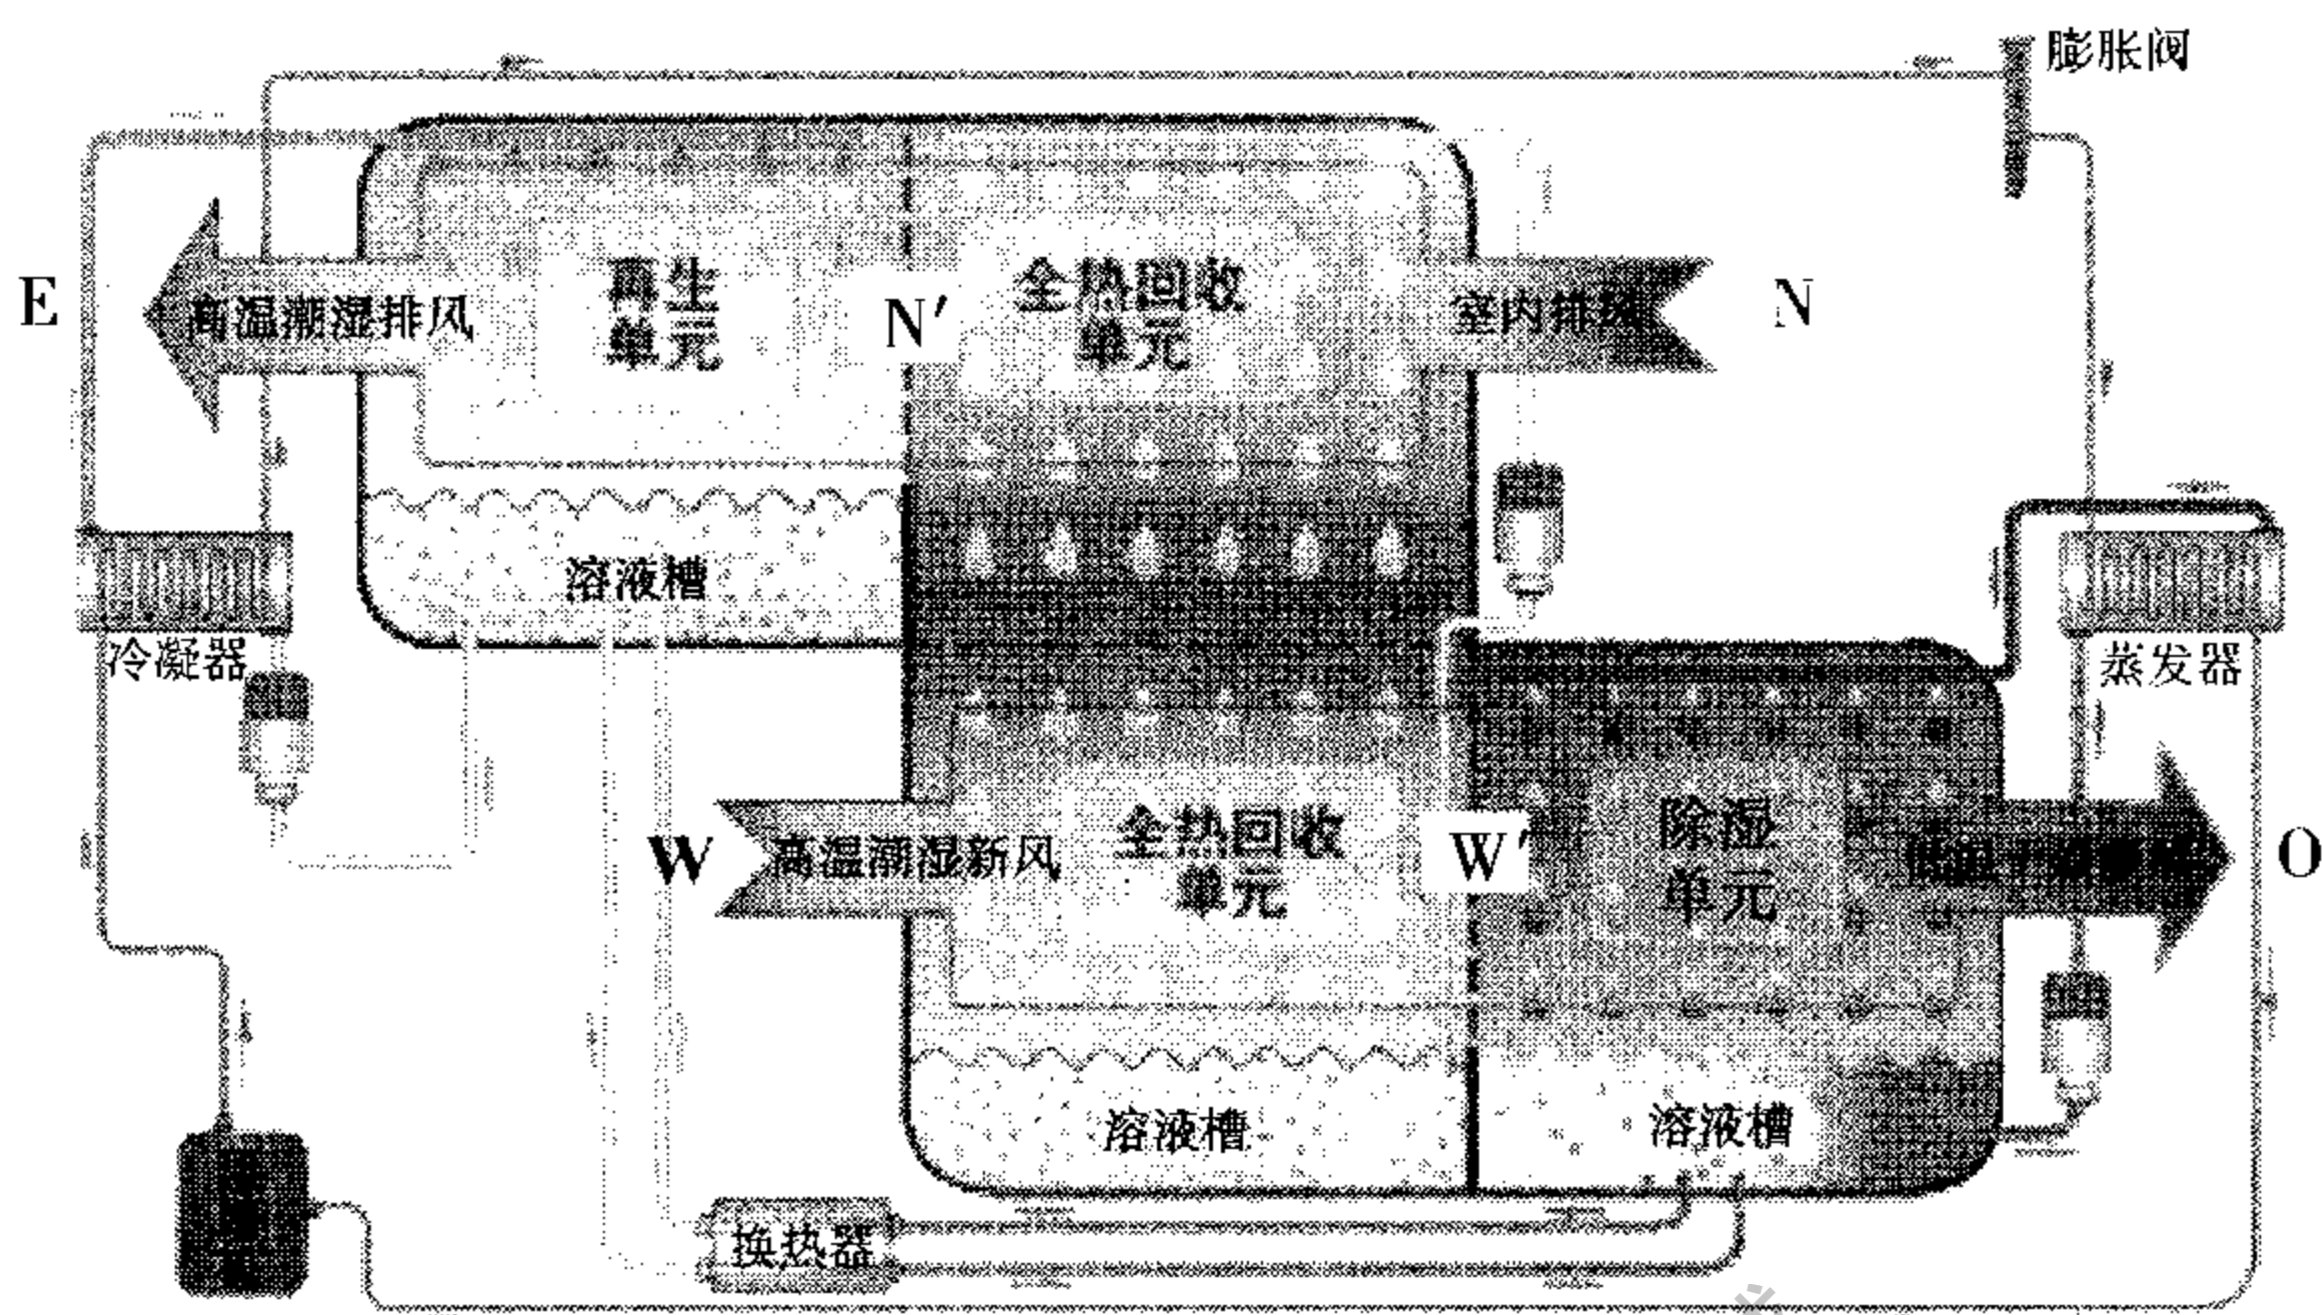 膨胀阀
E
高温潮湿排风
再生
单元
N′
全热回收
单元
室内排风
N
溶液槽
冷凝器
蒸发器
W
高温潮湿新风
全热回收
单元
W′
除湿
单元
O
溶液槽
溶液槽
换热器